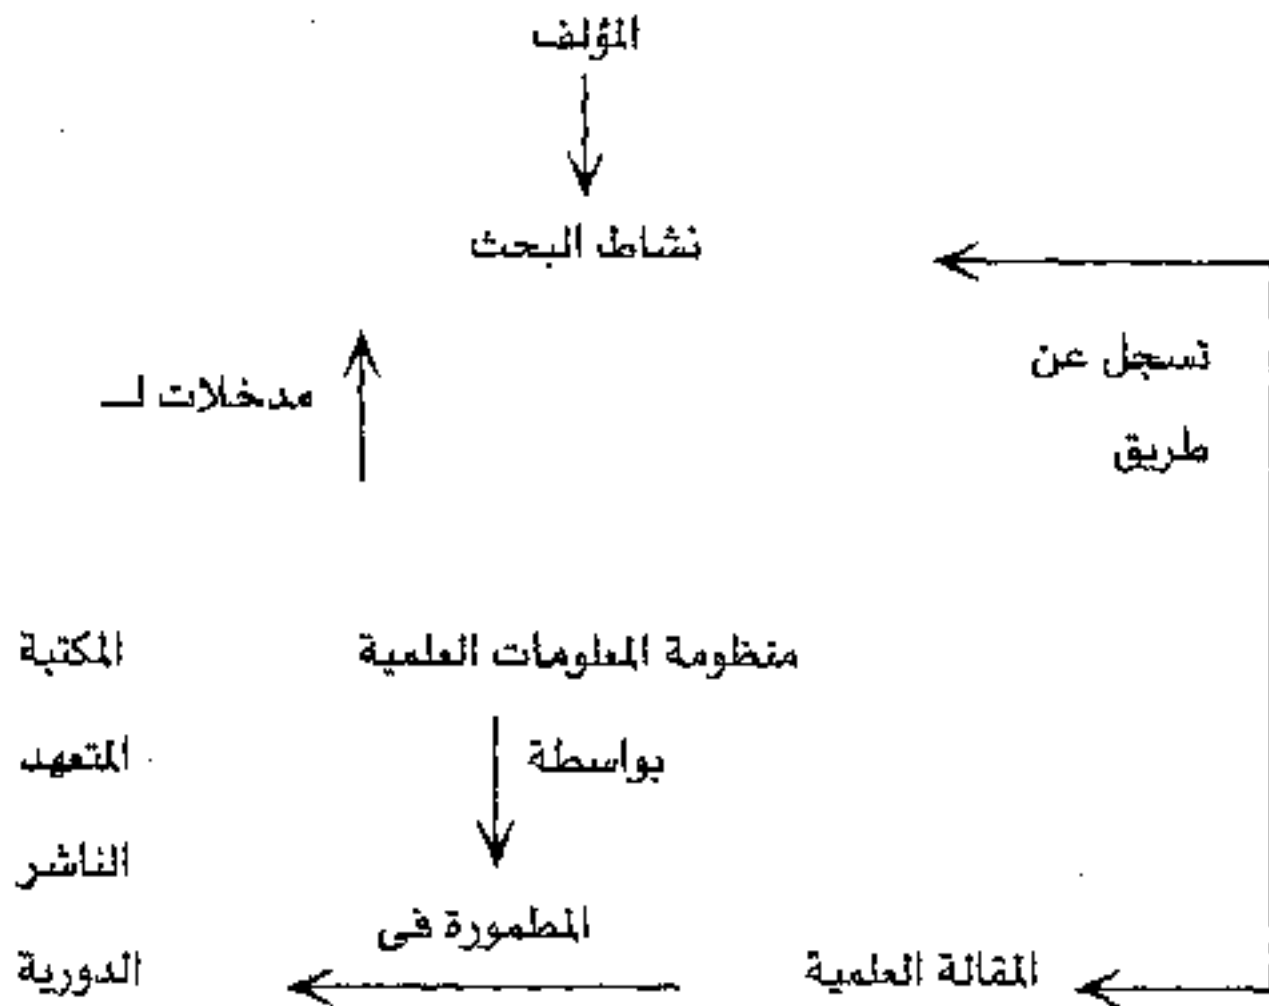 المؤلف
نشاط البحث
تسجل عن
طريق
مدخلات لـــ
منظومة المعلومات العلمية
المكتبة
بواسطة
المتعهد
الناشر
المطمورة فى
المقالة العلمية
الدورية